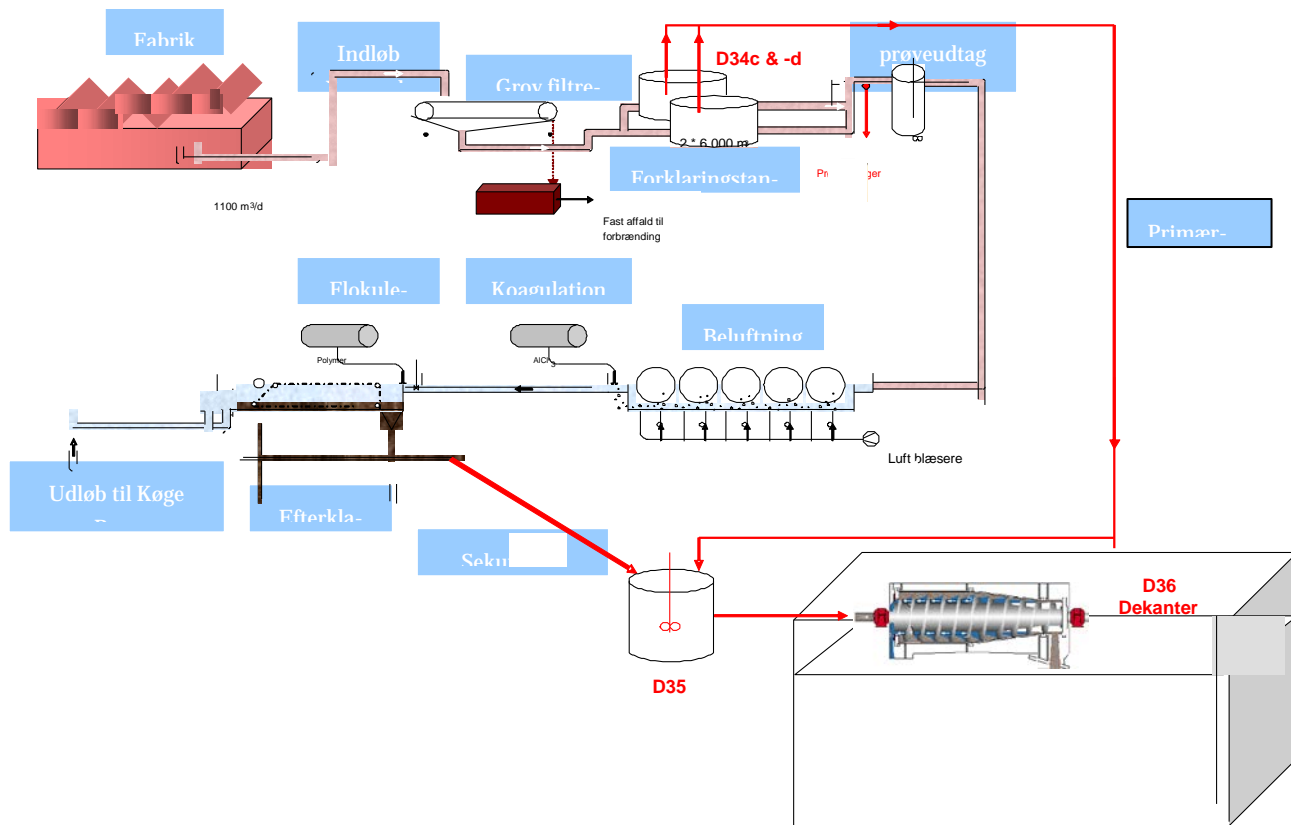 Fabrik
Indløb
Grov filtre-
D34c & -d
prøveudtag
2 * 6.000 m
Forklaringstan-
1100 m³/d
Fast affald til
forbrænding
Primær-
Flokule-
Koagulation
Beluftning
Polymer
AlCl3
Luft blæsere
Udløb til Køge
Efterkla-
D36
Dekanter
D35